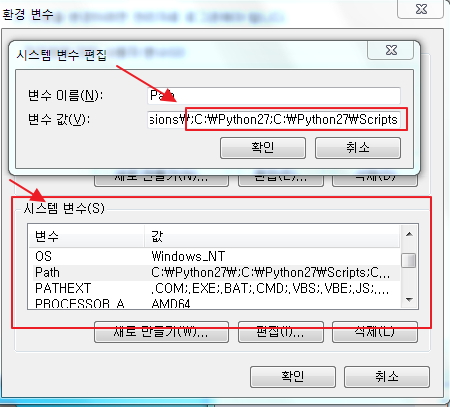 환경 변수
시스템 변수 편집
변수 이름(N): Path
변수 값(V): sions₩;C:₩Python27;C:₩Python27₩Scripts
확인 취소
새로 만들기(W)... 편집(I)... 삭제(L)
시스템 변수(S)
변수 값
OS Windows_NT
Path C:₩Python27₩;C:₩Python27₩Scripts;C...
PATHEXT .COM;.EXE;.BAT;.CMD;.VBS;.VBE;.JS;...
PROCESSOR_A AMD64
새로 만들기(W)... 편집(I)... 삭제(L)
확인 취소